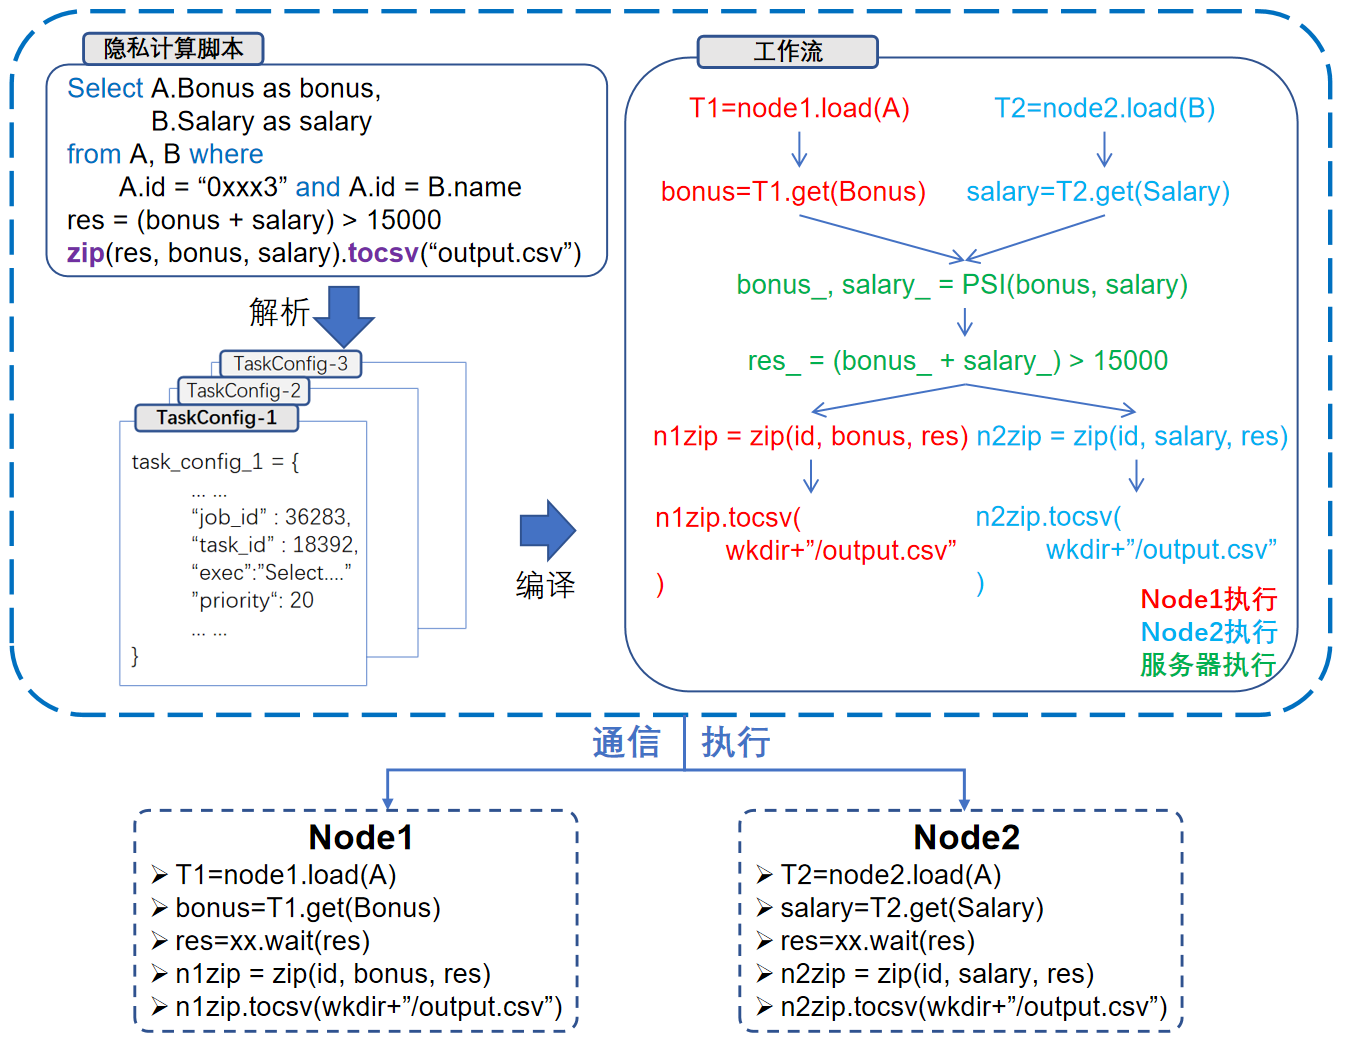 隐私计算脚本
Select A.Bonus as bonus,
B.Salary as salary
from A, B where
A.id = “0xxx3” and A.id = B.name
res = (bonus + salary) > 15000
zip(res, bonus, salary).tocsv(“output.csv”)
解析
TaskConfig-3
TaskConfig-2
TaskConfig-1
task_config_1 = {
... ...
“job_id” : 36283,
“task_id” : 18392,
“exec”:”Select....”
”priority“: 20
... ...
}
编译
工作流
T1=node1.load(A)
T2=node2.load(B)
bonus=T1.get(Bonus)
salary=T2.get(Salary)
bonus_, salary_ = PSI(bonus, salary)
res_ = (bonus_ + salary_) > 15000
n1zip = zip(id, bonus, res)
n2zip = zip(id, salary, res)
n1zip.tocsv(
wkdir+”/output.csv”
)
n2zip.tocsv(
wkdir+”/output.csv”
)
Node1执行
Node2执行
服务器执行
通信
执行
Node1
➢ T1=node1.load(A)
➢ bonus=T1.get(Bonus)
➢ res=xx.wait(res)
➢ n1zip = zip(id, bonus, res)
➢ n1zip.tocsv(wkdir+”/output.csv”)
Node2
➢ T2=node2.load(A)
➢ salary=T2.get(Salary)
➢ res=xx.wait(res)
➢ n2zip = zip(id, salary, res)
➢ n2zip.tocsv(wkdir+”/output.csv”)